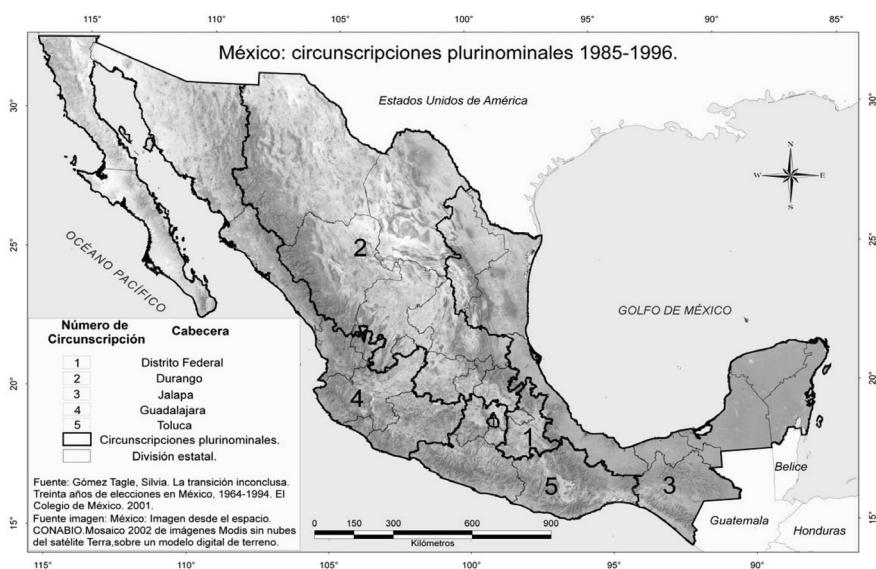 115°
110°
105°
100°
95°
90°
85°
México: circunscripciones plurinominales 1985-1996.
Estados Unidos de América
30°
30°
N
W
E
S
25°
25°
2
OCÉANO PACÍFICO
GOLFO DE MÉXICO
Número de Circunscripción
Cabecera
1 Distrito Federal
2 Durango
3 Jalapa
4 Guadalajara
5 Toluca
Circunscripciones plurinominales.
División estatal.
20°
20°
4
1
5
3
Belice
Guatemala
Honduras
Fuente: Gómez Tagle, Silvia. La transición inconclusa.
Treinta años de elecciones en México, 1964-1994. El
Colegio de México. 2001.
Fuente imagen: México: Imagen desde el espacio.
CONABIO.Mosaico 2002 de imágenes Modis sin nubes
del satélite Terra,sobre un modelo digital de terreno.
0 150 300 600 900
Kilómetros
15°
15°
115°
110°
105°
100°
95°
90°